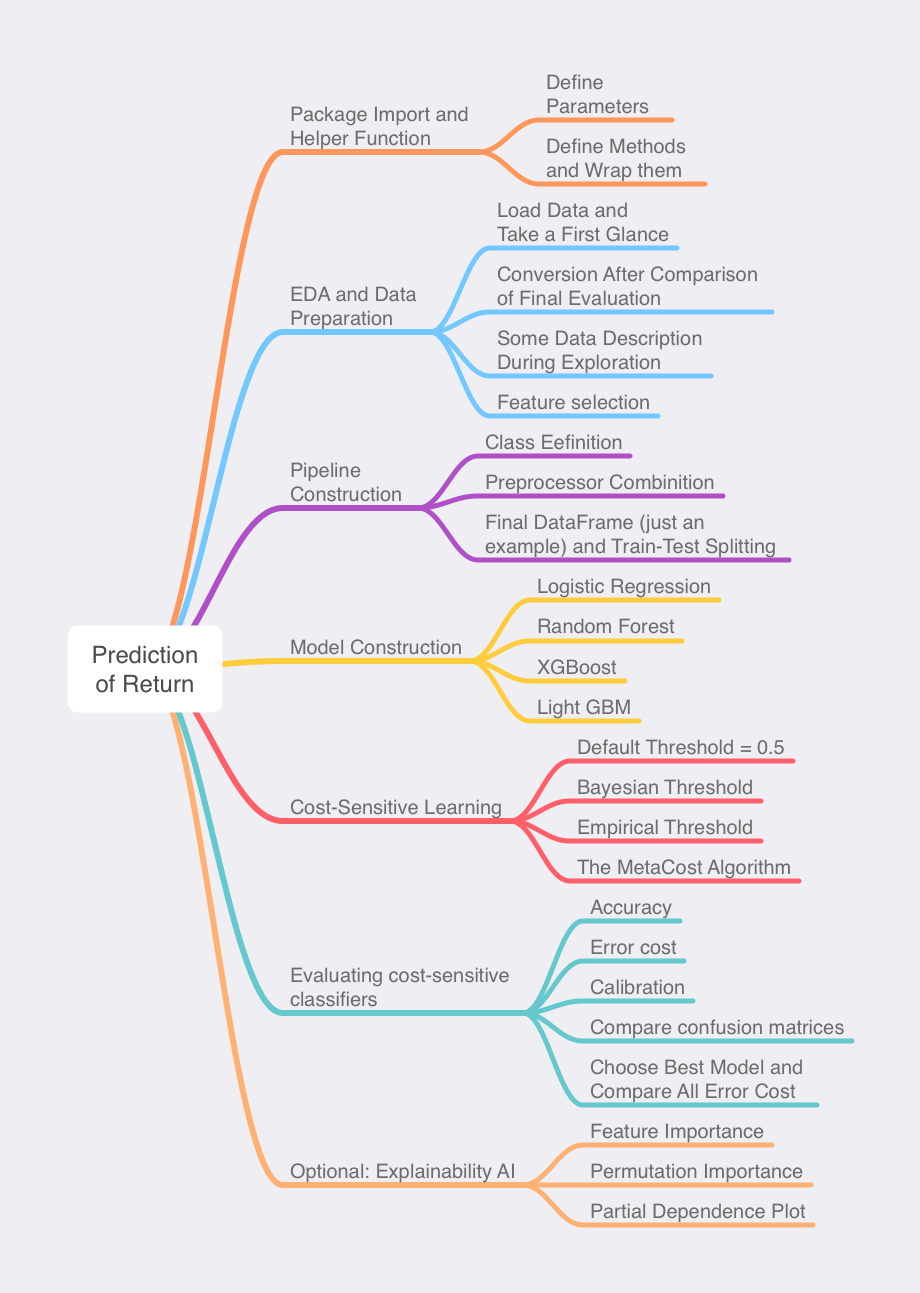 Package Import and
Helper Function
Define
Parameters
Define Methods
and Wrap them
EDA and Data
Preparation
Load Data and
Take a First Glance
Conversion After Comparison
of Final Evaluation
Some Data Description
During Exploration
Feature selection
Pipeline
Construction
Class Eefinition
Preprocessor Combinition
Final DataFrame (just an
example) and Train-Test Splitting
Prediction
of Return
Model Construction
Logistic Regression
Random Forest
XGBoost
Light GBM
Cost-Sensitive Learning
Default Threshold = 0.5
Bayesian Threshold
Empirical Threshold
The MetaCost Algorithm
Evaluating cost-sensitive
classifiers
Accuracy
Error cost
Calibration
Compare confusion matrices
Choose Best Model and
Compare All Error Cost
Optional: Explainability AI
Feature Importance
Permutation Importance
Partial Dependence Plot